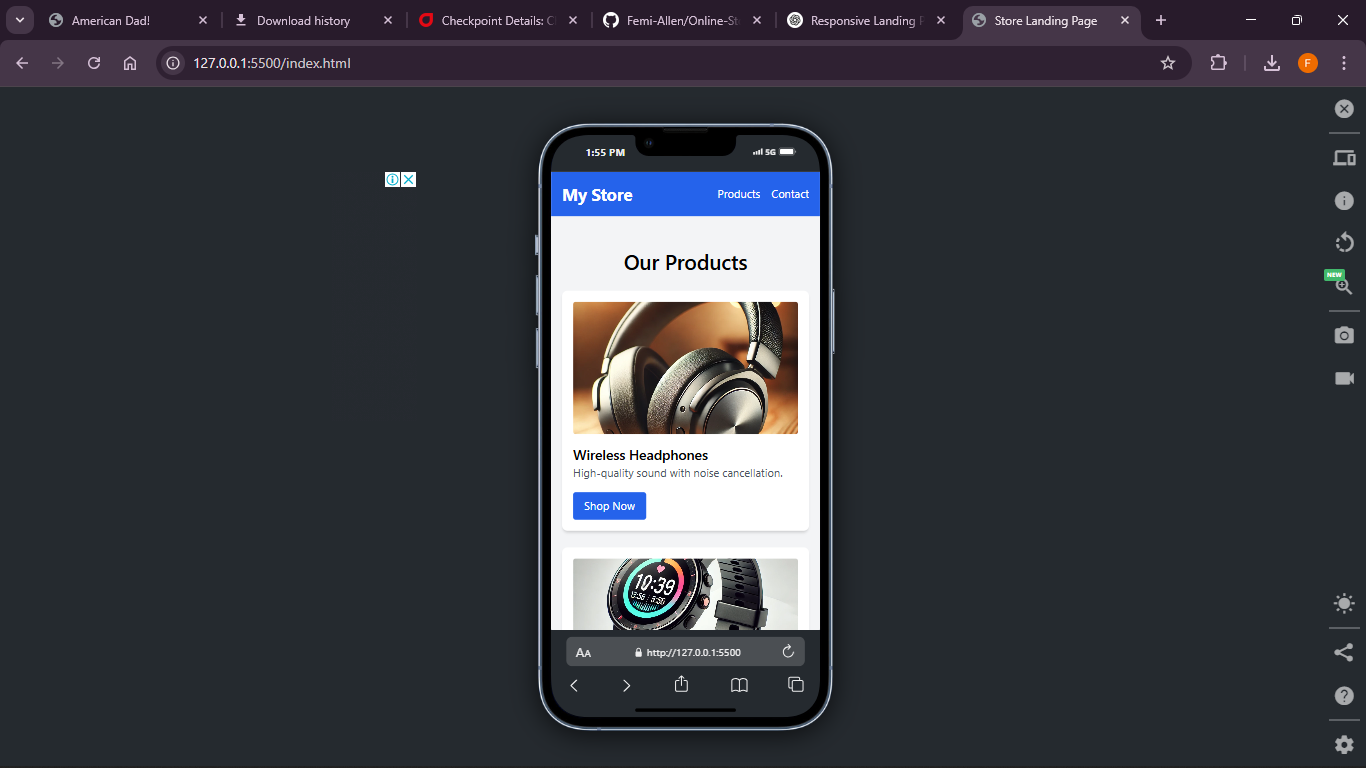 American Dad!
Download history
Checkpoint Details: C
Femi-Allen/Online-St
Responsive Landing P
Store Landing Page
127.0.0.1:5500/index.html
F
NEW
1:55 PM
5G
My Store
Products
Contact
Our Products
Wireless Headphones
High-quality sound with noise cancellation.
Shop Now
10:39
AA
http://127.0.0.1:5500